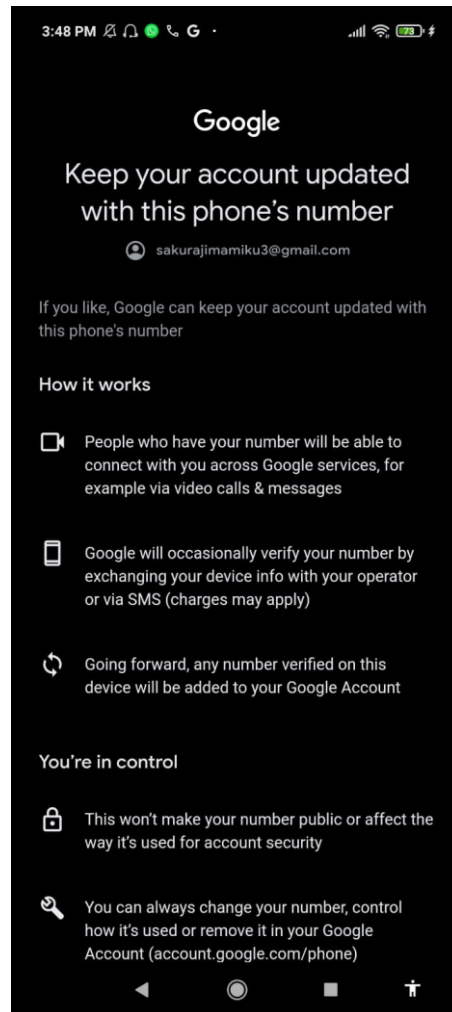 3:48 PM G ·
73
Google
Keep your account updated
with this phone's number
sakurajimamiku3@gmail.com
If you like, Google can keep your account updated with
this phone's number
How it works
People who have your number will be able to
connect with you across Google services, for
example via video calls & messages
Google will occasionally verify your number by
exchanging your device info with your operator
or via SMS (charges may apply)
Going forward, any number verified on this
device will be added to your Google Account
You're in control
This won't make your number public or affect the
way it's used for account security
You can always change your number, control
how it's used or remove it in your Google
Account (account.google.com/phone)